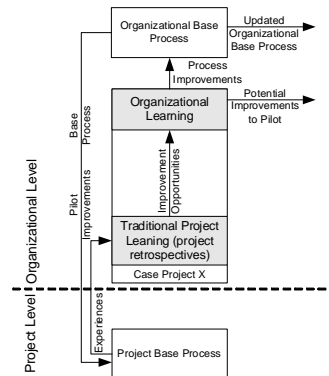 Organizational Base
Process
Updated
Organizational
Base Process
Process
Improvements
Organizational
Learning
Potential
Improvements
to Pilot
Base
Process
Pilot
Improvements
Improvement
Opportunities
Traditional Project
Leaning (project
retrospectives)
Case Project X
Organizational Level
Project Level
Experiences
Project Base Process